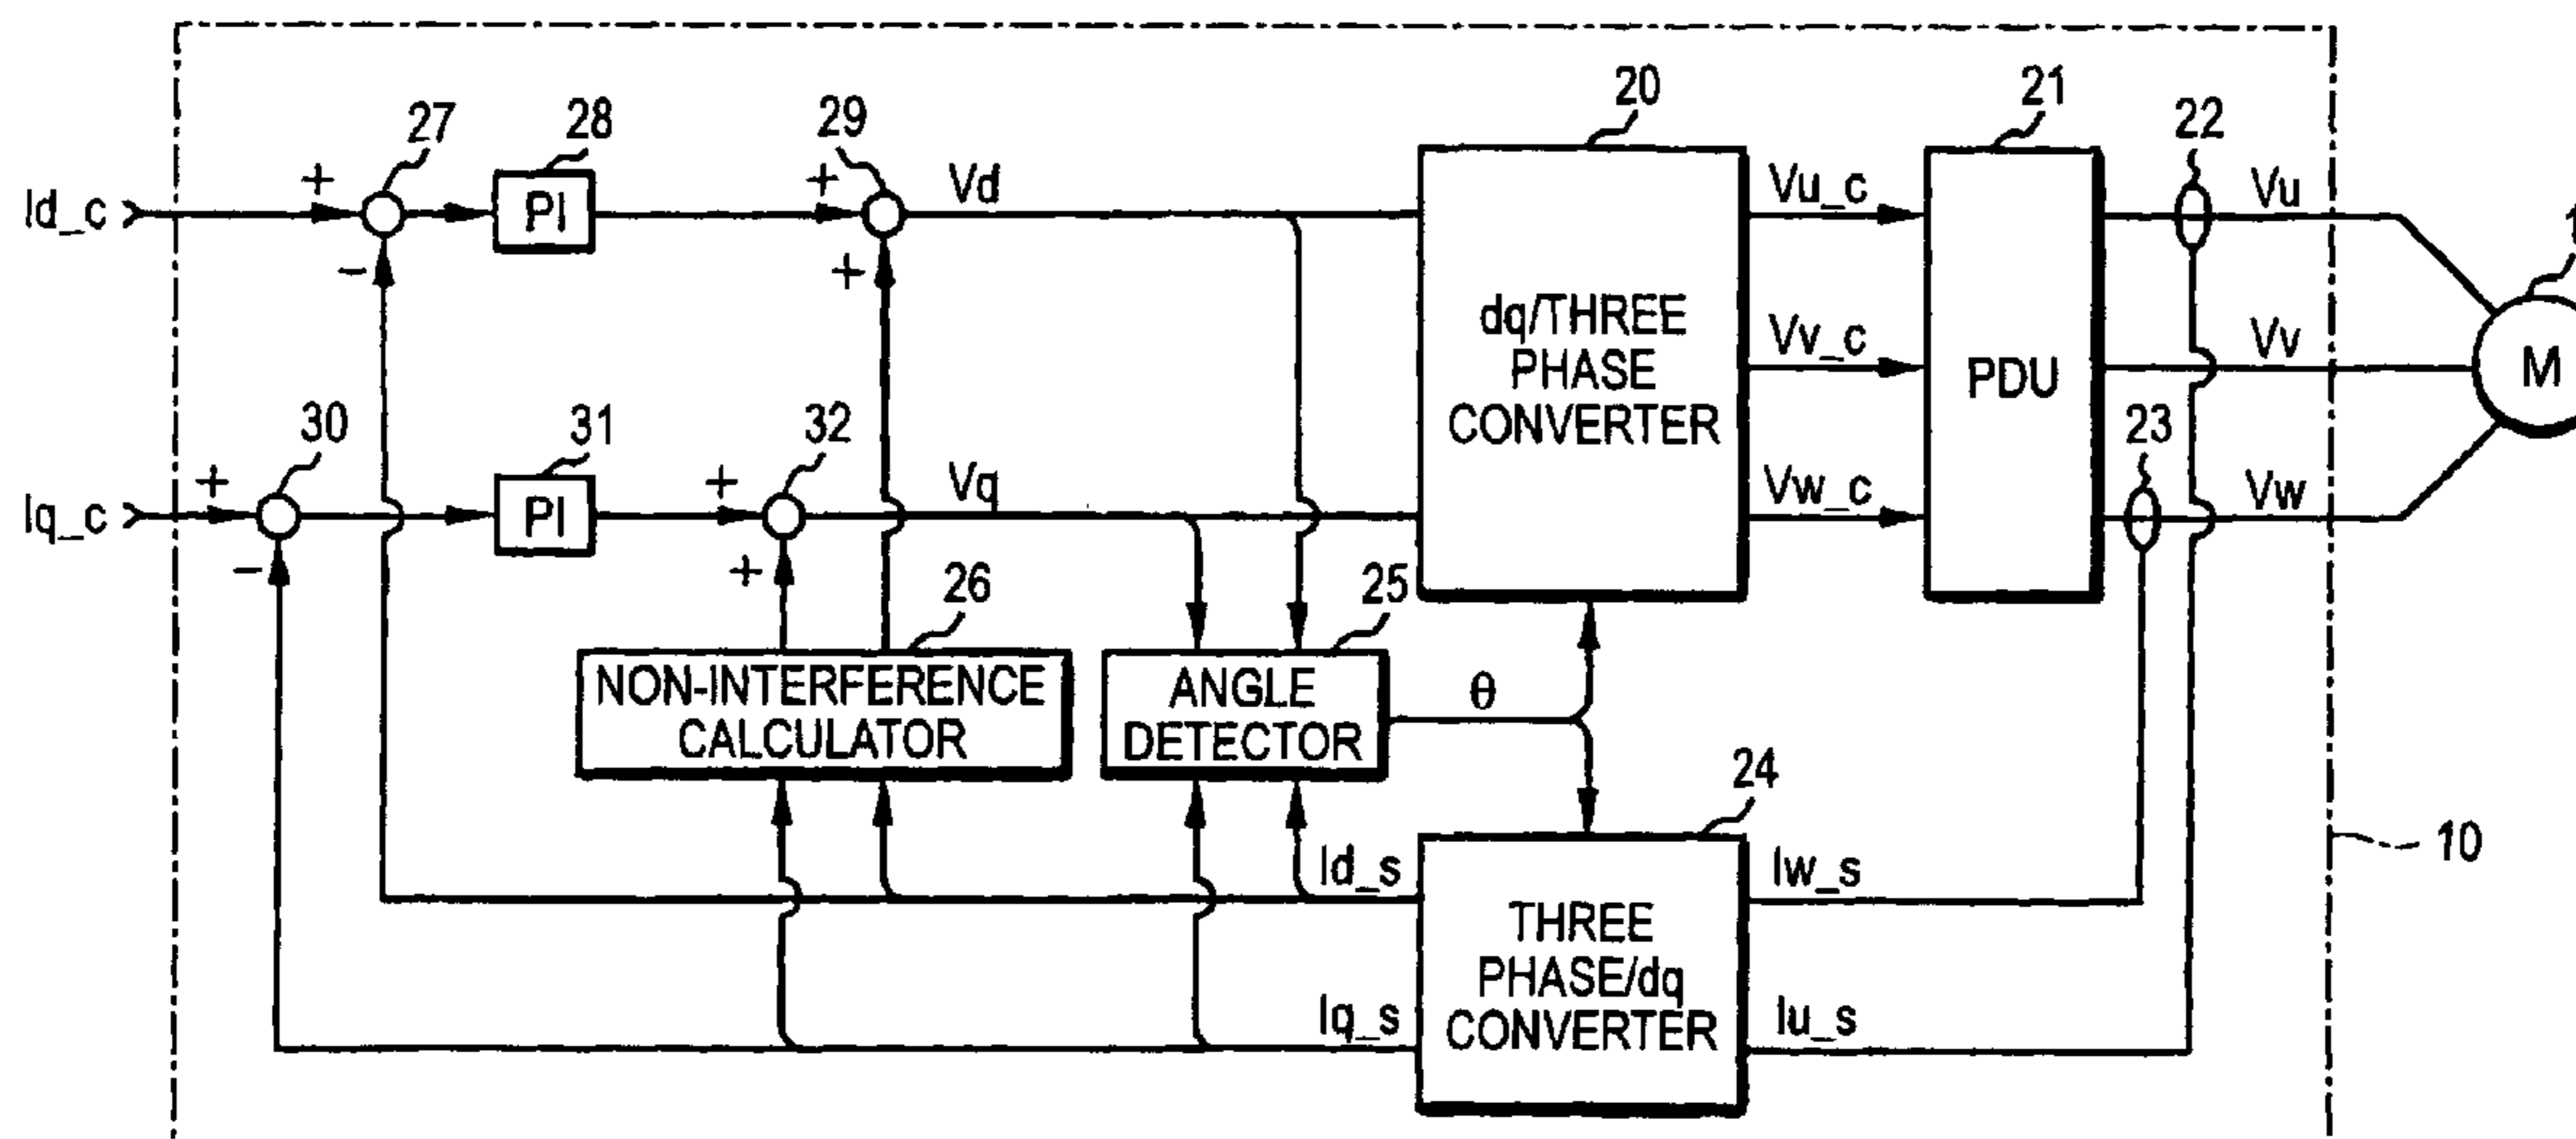 20
21
22
27
28
29
+
+
Vd
Vu_c
Vu
Id_c
PI
1
−
+
dq/THREE
PHASE
CONVERTER
Vv_c
PDU
Vv
M
30
31
32
23
+
+
Vq
Vw_c
Vw
Iq_c
PI
−
+
26
25
NON-INTERFERENCE
CALCULATOR
ANGLE
DETECTOR
θ
24
Id_s
Iw_s
10
THREE
PHASE/dq
CONVERTER
Iq_s
Iu_s